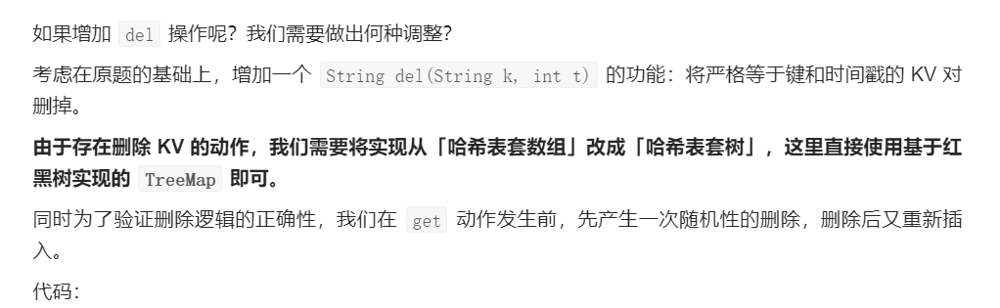 如果增加 del 操作呢？我们需要做出何种调整？
考虑在原题的基础上，增加一个 String del(String k, int t) 的功能：将严格等于键和时间戳的 KV 对
删掉。
由于存在删除 KV 的动作，我们需要将实现从「哈希表套数组」改成「哈希表套树」，这里直接使用基于红
黑树实现的 TreeMap 即可。
同时为了验证删除逻辑的正确性，我们在 get 动作发生前，先产生一次随机性的删除，删除后又重新插
入。
代码：